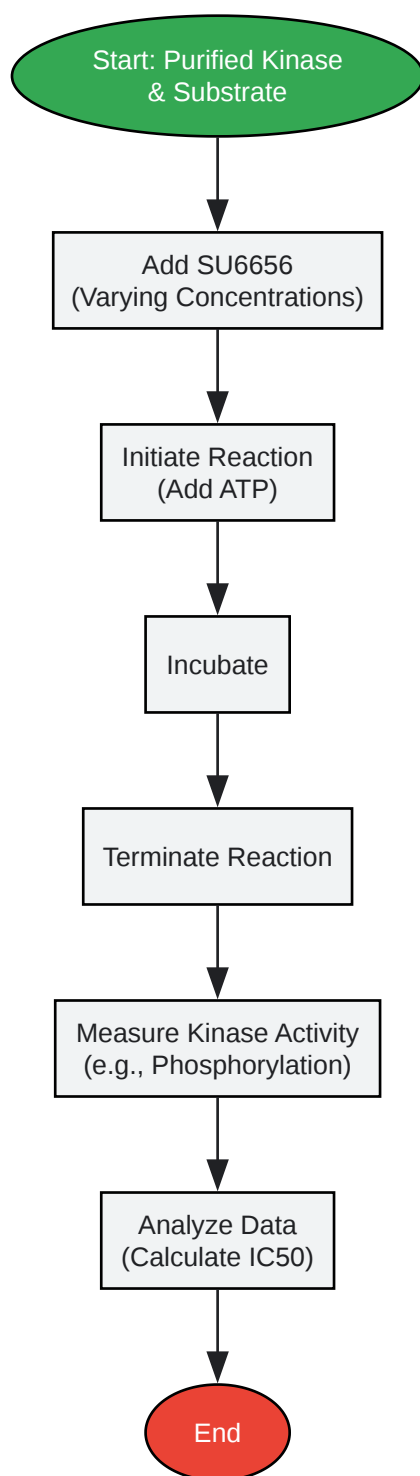 Start: Purified Kinase
& Substrate
Add SU6656
(Varying Concentrations)
Initiate Reaction
(Add ATP)
Incubate
Terminate Reaction
Measure Kinase Activity
(e.g., Phosphorylation)
Analyze Data
(Calculate IC50)
End